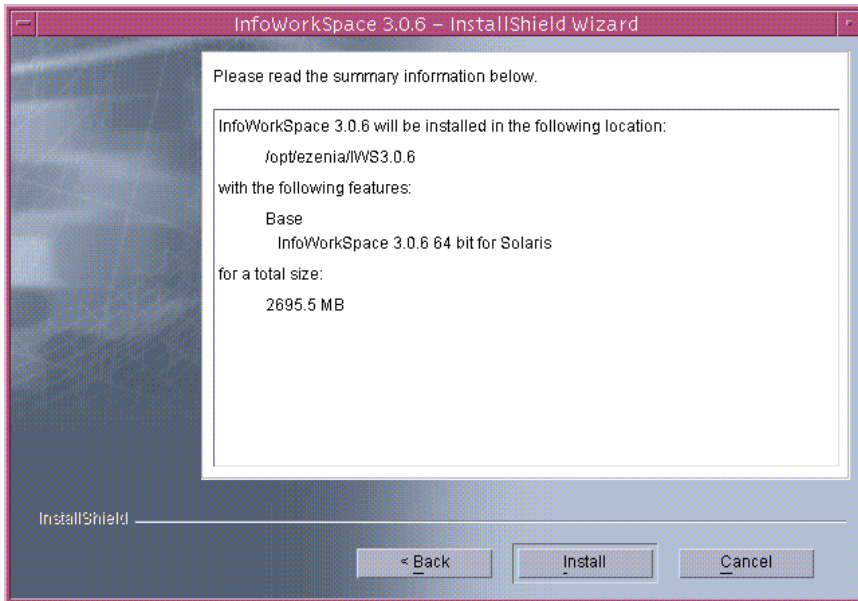 InfoWorkSpace 3.0.6 – InstallShield Wizard
Please read the summary information below.
InfoWorkSpace 3.0.6 will be installed in the following location:
/opt/ezenia/IWS3.0.6
with the following features:
Base
InfoWorkSpace 3.0.6 64 bit for Solaris
for a total size:
2695.5 MB
InstallShield
< Back
Install
Cancel